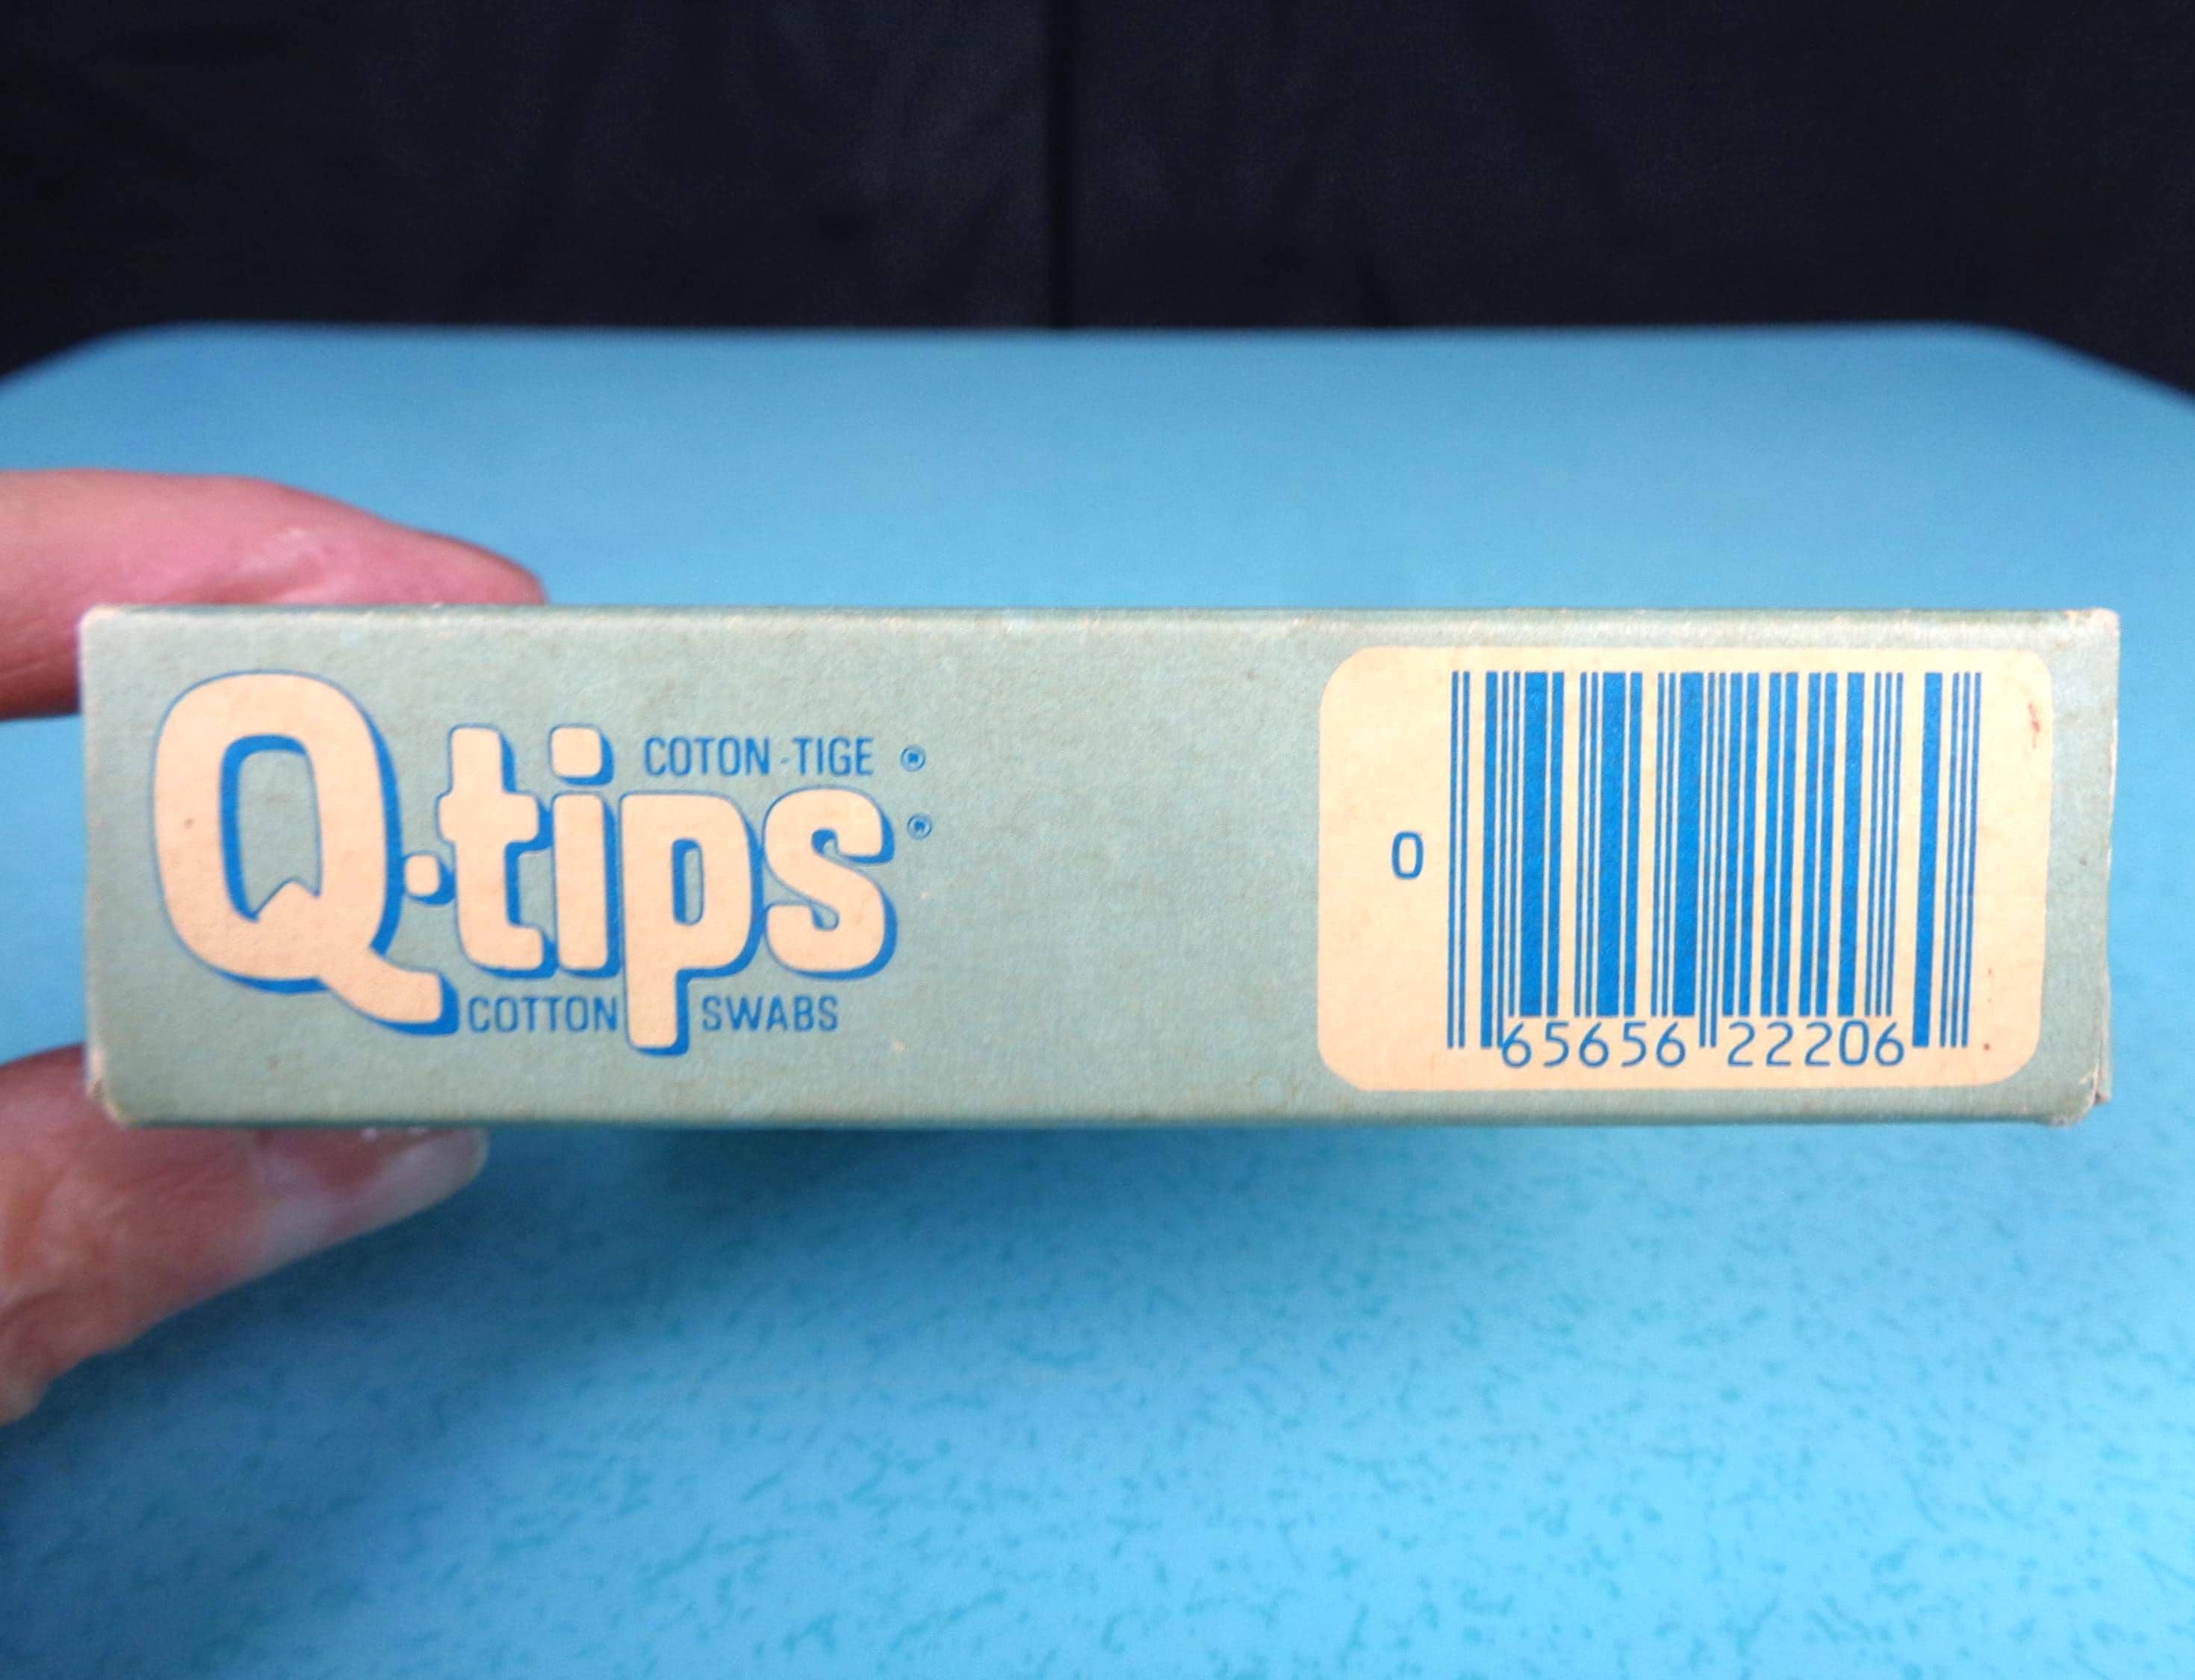 COTON-TIGE ®
Q·tips ®
COTTON SWABS
0 65656 22206